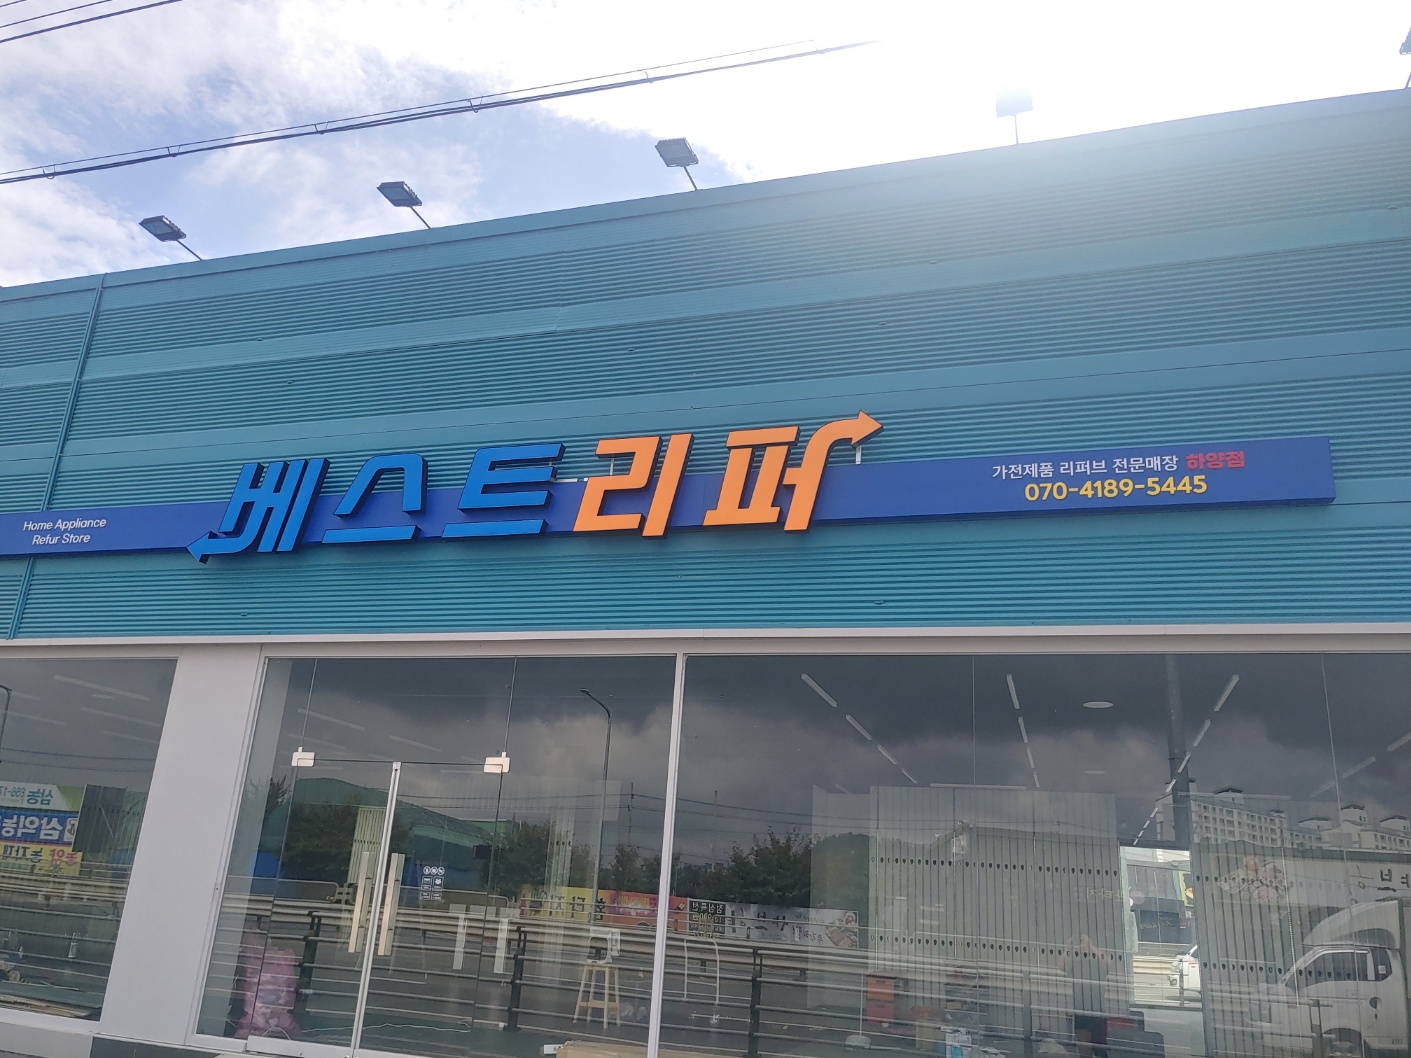 Home Appliance
Refur Store
베스트리퍼
가전제품 리퍼브 전문매장 하양점
070-4189-5445